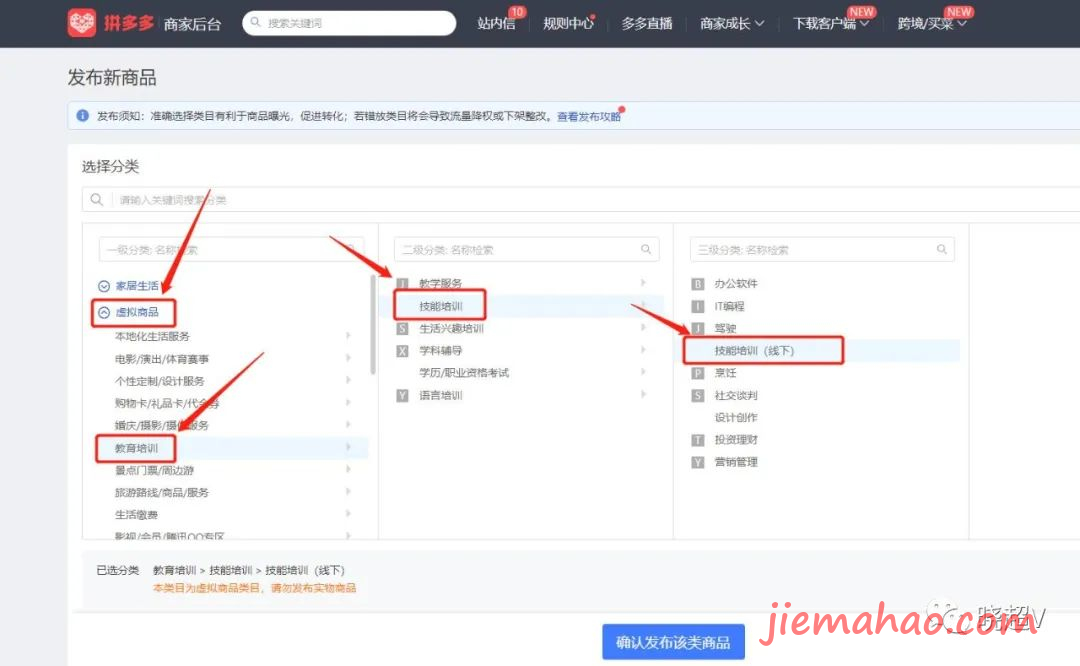 拼多多 商家后台 搜索关键词 站内信 10 规则中心 多多直播 商家成长 下载客户端 NEW 跨境/买菜 NEW
发布新商品
发布须知：准确选择类目有利于商品曝光，促进转化；若错放类目将会导致流量降权或下架整改。查看发布攻略
选择分类
请输入关键词搜索分类
一级分类: 名称检索
家居生活
虚拟商品
本地化生活服务
电影/演出/体育赛事
个性定制/设计服务
购物卡/礼品卡/代金券
婚庆/摄影/摄像服务
教育培训
景点门票/周边游
旅游路线/商品/服务
生活缴费
影视/会员/腾讯QQ专区
二级分类: 名称检索
J 教学服务
技能培训
S 生活兴趣培训
X 学科辅导
学历/职业资格考试
Y 语言培训
三级分类: 名称检索
B 办公软件
I IT编程
J 驾驶
技能培训（线下）
P 烹饪
S 社交谈判
设计创作
T 投资理财
Y 营销管理
已选分类 教育培训 > 技能培训 > 技能培训（线下）
本类目为虚拟商品类目，请勿发布实物商品
确认发布该类商品
晓超V
jiemahao.com